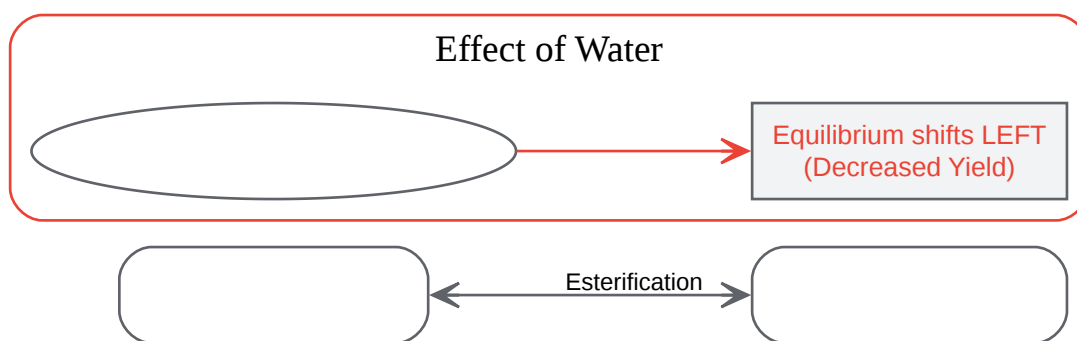 Effect of Water
Equilibrium shifts LEFT
(Decreased Yield)
Esterification